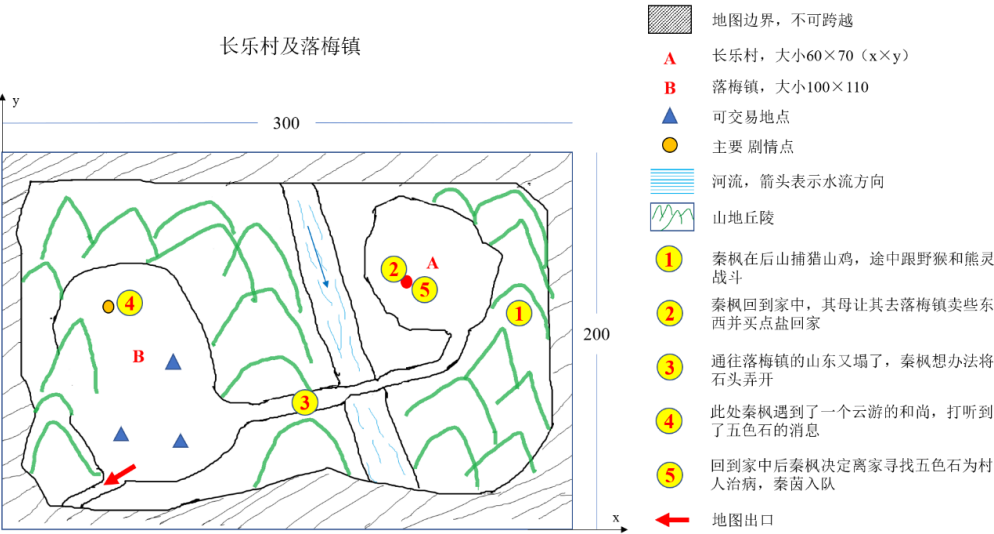 长乐村及落梅镇
y
300
200
x
A
B
1
2
3
4
5
地图边界，不可跨越
A 长乐村，大小60×70（x×y）
B 落梅镇，大小100×110
可交易地点
主要 剧情点
河流，箭头表示水流方向
山地丘陵
1 秦枫在后山捕猎山鸡，途中跟野猴和熊灵
战斗
2 秦枫回到家中，其母让其去落梅镇卖些东
西并买点盐回家
3 通往落梅镇的山东又塌了，秦枫想办法将
石头弄开
4 此处秦枫遇到了一个云游的和尚，打听到
了五色石的消息
5 回到家中后秦枫决定离家寻找五色石为村
人治病，秦茵入队
地图出口